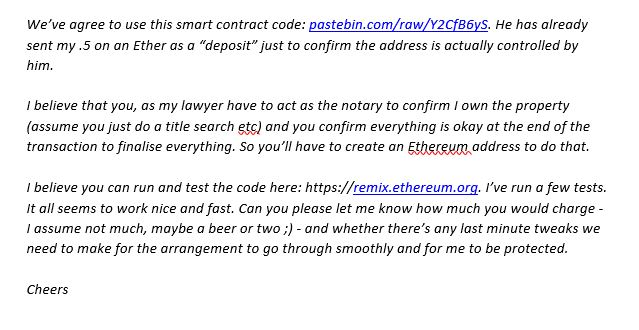 We've agree to use this smart contract code: pastebin.com/raw/Y2CfB6yS. He has already
sent my .5 on an Ether as a “deposit” just to confirm the address is actually controlled by
him.
I believe that you, as my lawyer have to act as the notary to confirm I own the property
(assume you just do a title search etc) and you confirm everything is okay at the end of the
transaction to finalise everything. So you'll have to create an Ethereum address to do that.
I believe you can run and test the code here: https://remix.ethereum.org. I've run a few tests.
It all seems to work nice and fast. Can you please let me know how much you would charge -
I assume not much, maybe a beer or two ;) - and whether there's any last minute tweaks we
need to make for the arrangement to go through smoothly and for me to be protected.
Cheers